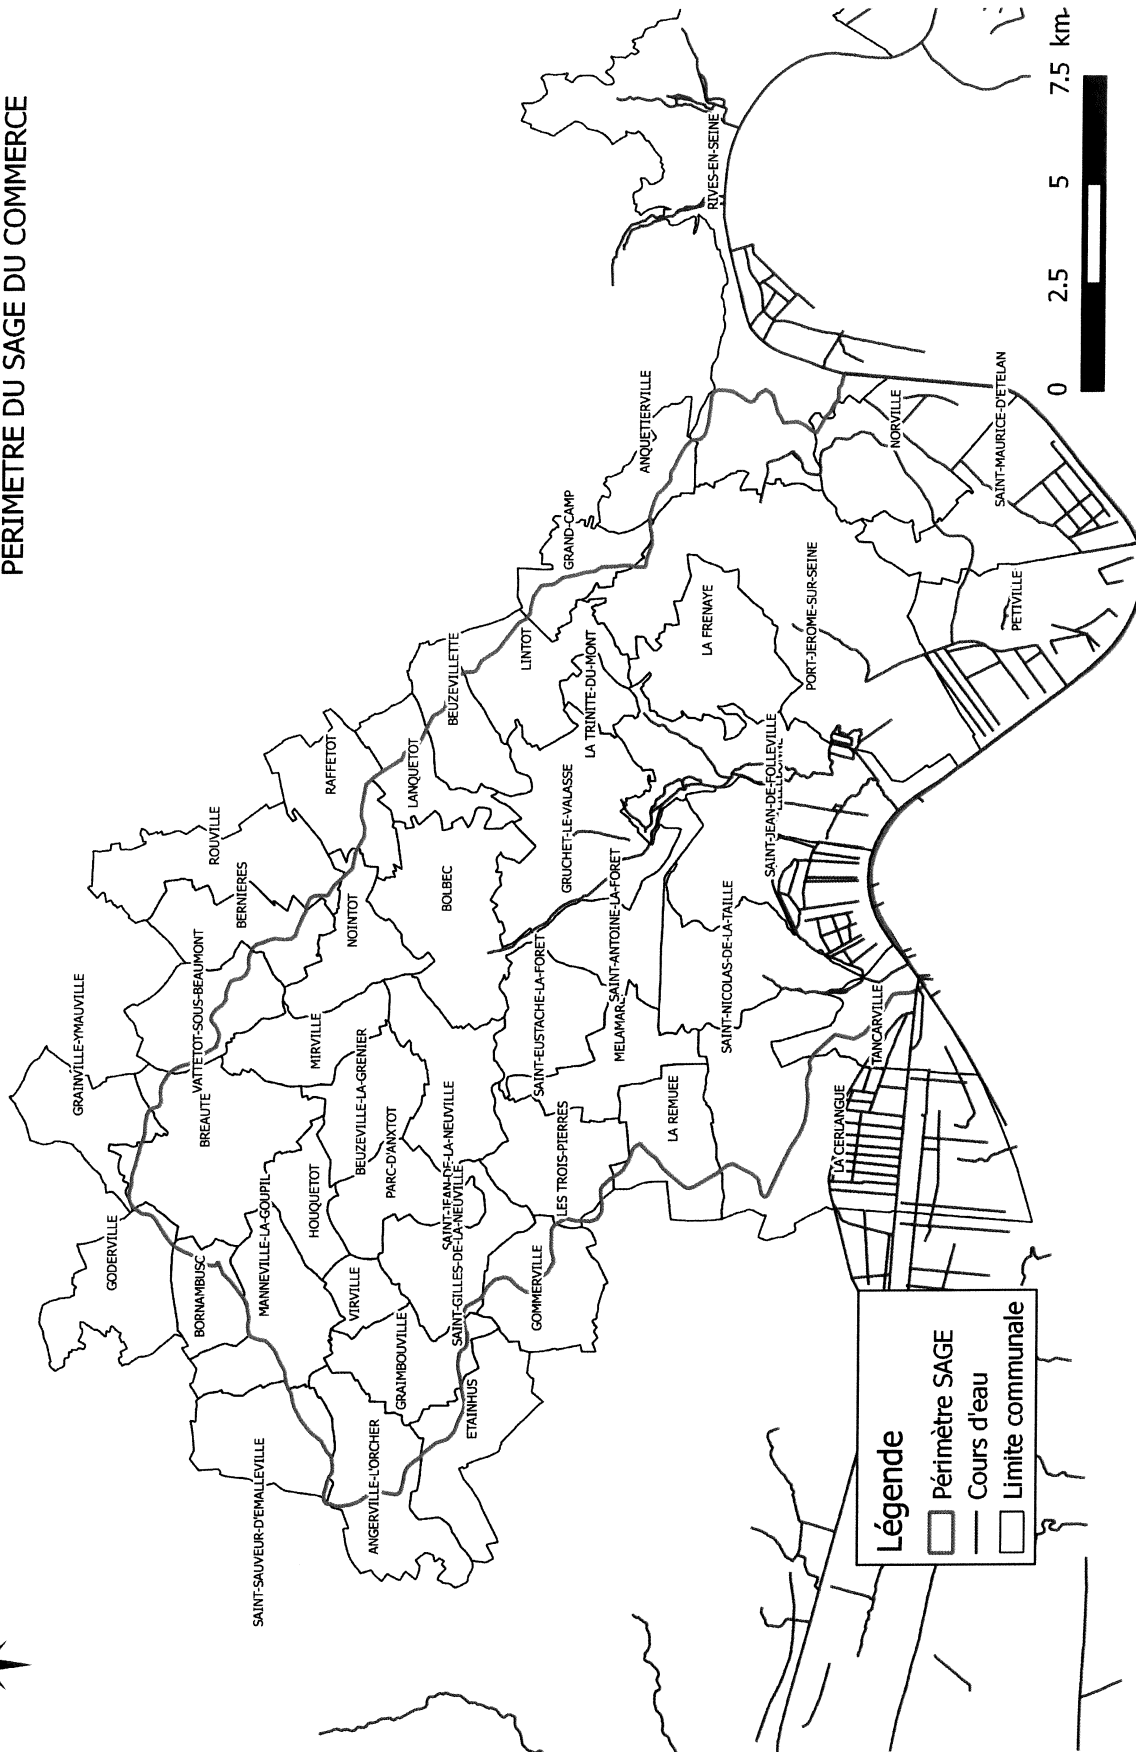 PERIMETRE DU SAGE DU COMMERCE
GRAINVILLE-YMAUVILLE
GODERVILLE
VATTETOT-SOUS-BEAUMONT
BREAUTE
BORNAMBUSC
ROUVILLE
BERNIERES
SAINT-SAUVEUR-D'EMALLEVILLE
MANNEVILLE-LA-GOUPIL
HOUQUETOT
MIRVILLE
RAFFETOT
NOINTOT
VIRVILLE
BEUZEVILLE-LA-GRENIER
ANGERVILLE-L'ORCHER
GRAIMBOUVILLE
PARC-D'ANXTOT
LANQUETOT
SAINT-JEAN-DE-LA-NEUVILLE
SAINT-GILLES-DE-LA-NEUVILLE
BOLBEC
BEUZEVILLETTE
ETAINHUS
GOMMERVILLE
LES TROIS-PIERRES
SAINT-EUSTACHE-LA-FORET
LINTOT
GRUCHET-LE-VALASSE
GRAND-CAMP
LA TRINITE-DU-MONT
SAINT-ANTOINE-LA-FORET
ANQUETIERVILLE
LA REMUEE
LA FRENAYE
RIVES-EN-SEINE
SAINT-NICOLAS-DE-LA-TAILLE
SAINT-JEAN-DE-FOLLEVILLE
PORT-JEROME-SUR-SEINE
LA CERLANGUE
TANCARVILLE
NORVILLE
SAINT-MAURICE-D'ETELAN
PETIVILLE
Légende
Périmètre SAGE
Cours d'eau
Limite communale
0 2.5 5 7.5 km